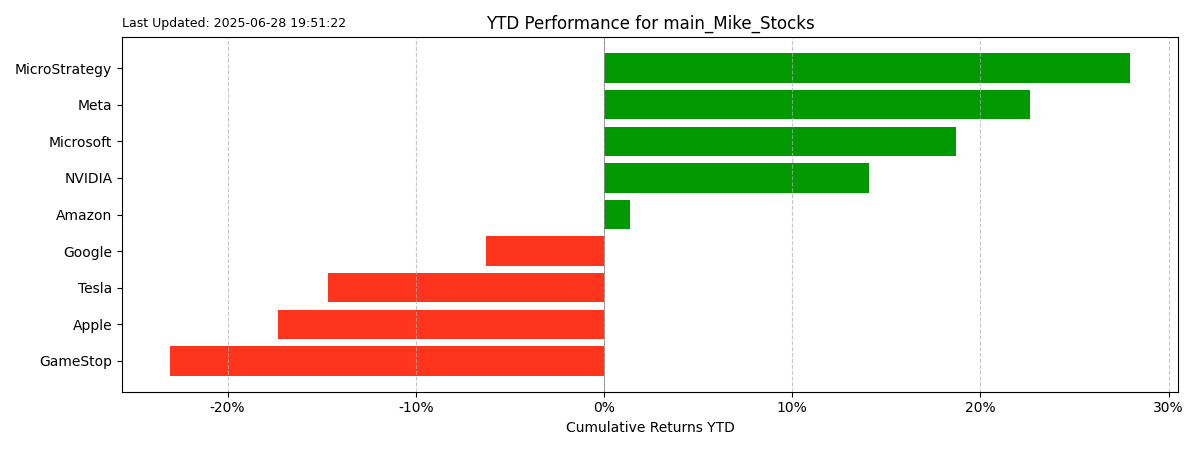 Last Updated: 2025-06-28 19:51:22
YTD Performance for main_Mike_Stocks
MicroStrategy
Meta
Microsoft
NVIDIA
Amazon
Google
Tesla
Apple
GameStop
-20%
-10%
0%
10%
20%
30%
Cumulative Returns YTD